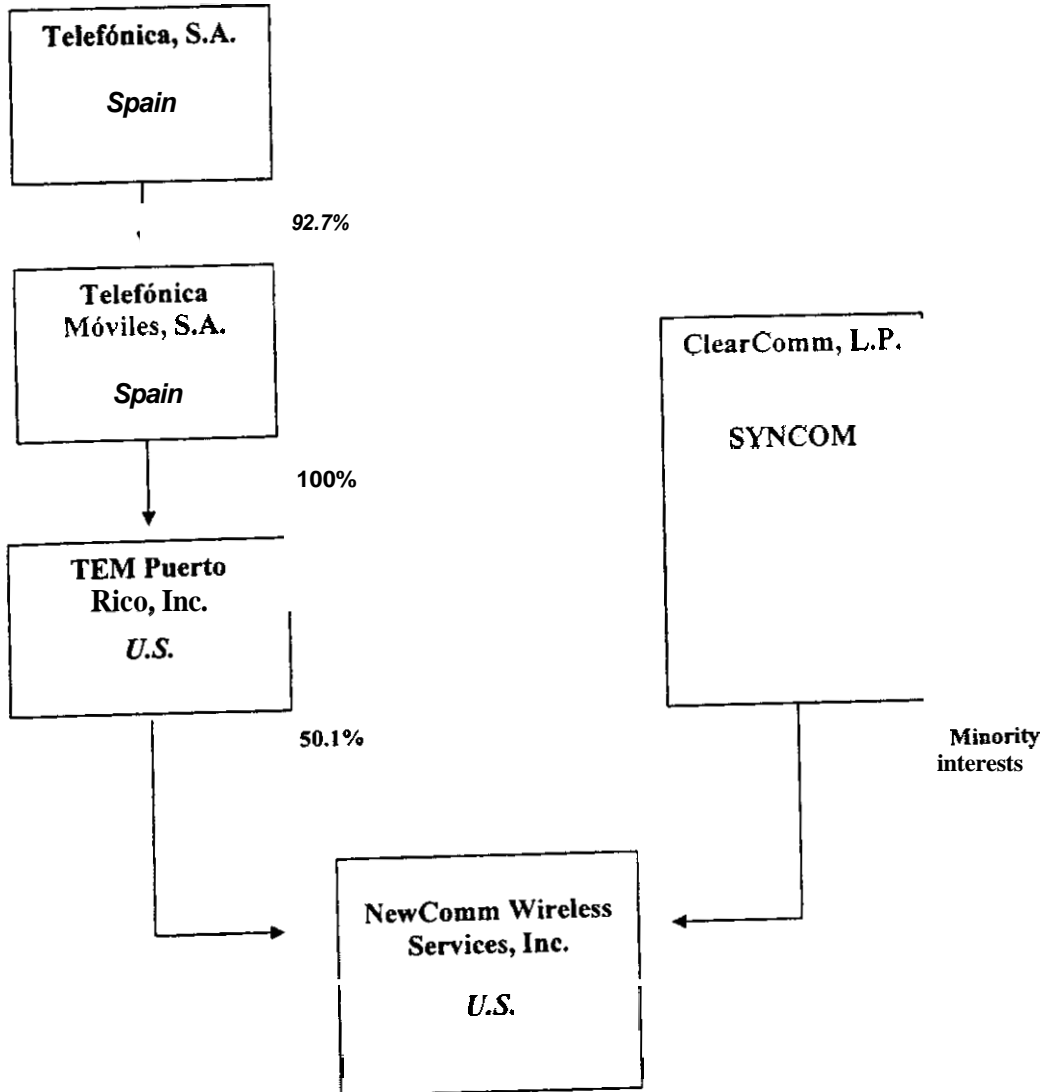 Telefónica, S.A.
Spain
92.7%
Telefónica
Móviles, S.A.
Spain
100%
TEM Puerto
Rico, Inc.
U.S.
50.1%
ClearComm, L.P.
SYNCOM
Minority
interests
NewComm Wireless
Services, Inc.
U.S.